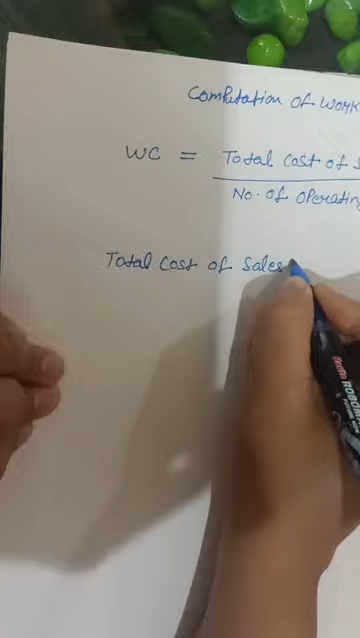 Computation of Work
WC = Total Cost of S
No. of Operating
Total Cost of Sales